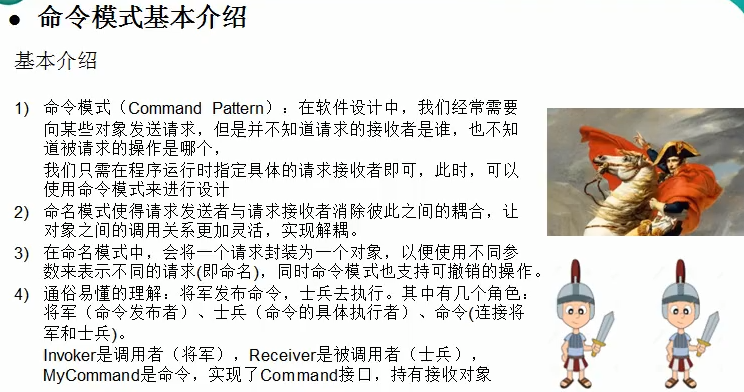 ● 命令模式基本介绍
基本介绍
1) 命令模式（Command Pattern）：在软件设计中，我们经常需要
向某些对象发送请求，但是并不知道请求的接收者是谁，也不知
道被请求的操作是哪个，
我们只需在程序运行时指定具体的请求接收者即可，此时，可以
使用命令模式来进行设计
2) 命名模式使得请求发送者与请求接收者消除彼此之间的耦合，让
对象之间的调用关系更加灵活，实现解耦。
3) 在命名模式中，会将一个请求封装为一个对象，以便使用不同参
数来表示不同的请求(即命名)，同时命令模式也支持可撤销的操作。
4) 通俗易懂的理解：将军发布命令，士兵去执行。其中有几个角色：
将军（命令发布者）、士兵（命令的具体执行者）、命令(连接将
军和士兵)。
Invoker是调用者（将军），Receiver是被调用者（士兵），
MyCommand是命令，实现了Command接口，持有接收对象